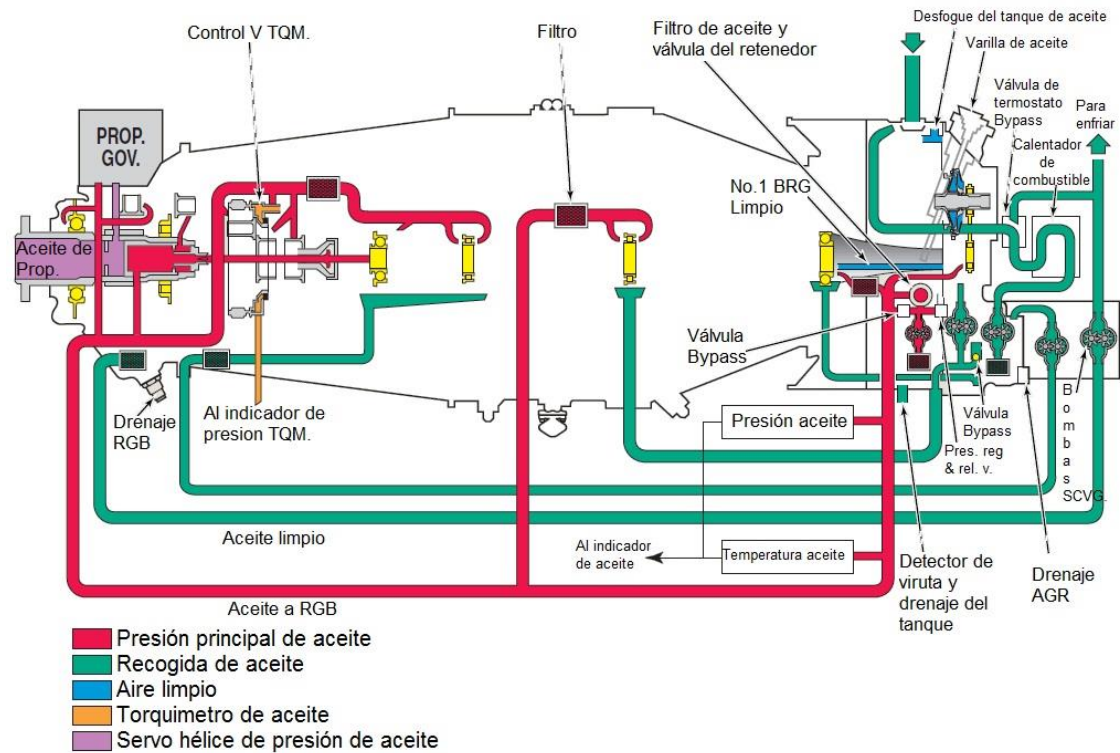 Control V TQM.
Filtro
Filtro de aceite y
válvula del retenedor
Desfogue del tanque de aceite
Varilla de aceite
Válvula de
termostato
Bypass
Para
enfriar
Calentador
de
combustible
PROP.
GOV.
No.1 BRG
Limpio
Aceite de
Prop.
Válvula
Bypass
Drenaje
RGB
Al indicador de
presion TQM.
Presión aceite
Válvula
Bypass
Pres. reg
& rel. v.
Bombas
SCVG.
Aceite limpio
Al indicador
de aceite
Temperatura aceite
Detector de
viruta y
drenaje del
tanque
Drenaje
AGR
Aceite a RGB
Presión principal de aceite
Recogida de aceite
Aire limpio
Torquimetro de aceite
Servo hélice de presión de aceite